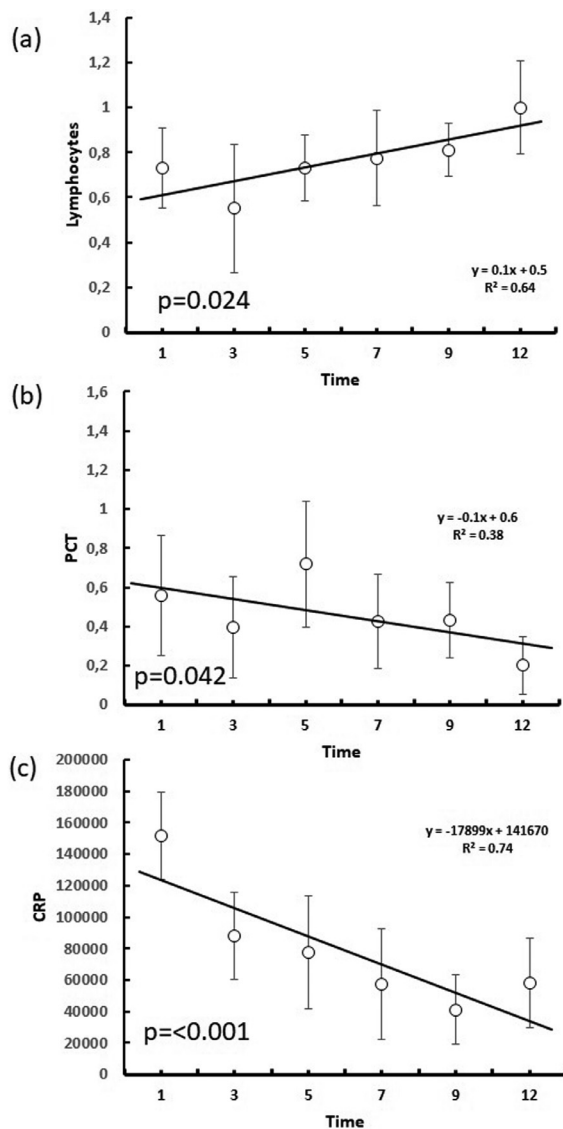 (a)
1,4
1,2
1
0,8
0,6
0,4
0,2
0
Lymphocytes
y = 0.1x + 0.5
R² = 0.64
p=0.024
1 3 5 7 9 12
Time
(b)
1,6
1,4
1,2
1
0,8
0,6
0,4
0,2
0
PCT
y = -0.1x + 0.6
R² = 0.38
p=0.042
1 3 5 7 9 12
Time
(c)
200000
180000
160000
140000
120000
100000
80000
60000
40000
20000
0
CRP
y = -17899x + 141670
R² = 0.74
p=<0.001
1 3 5 7 9 12
Time